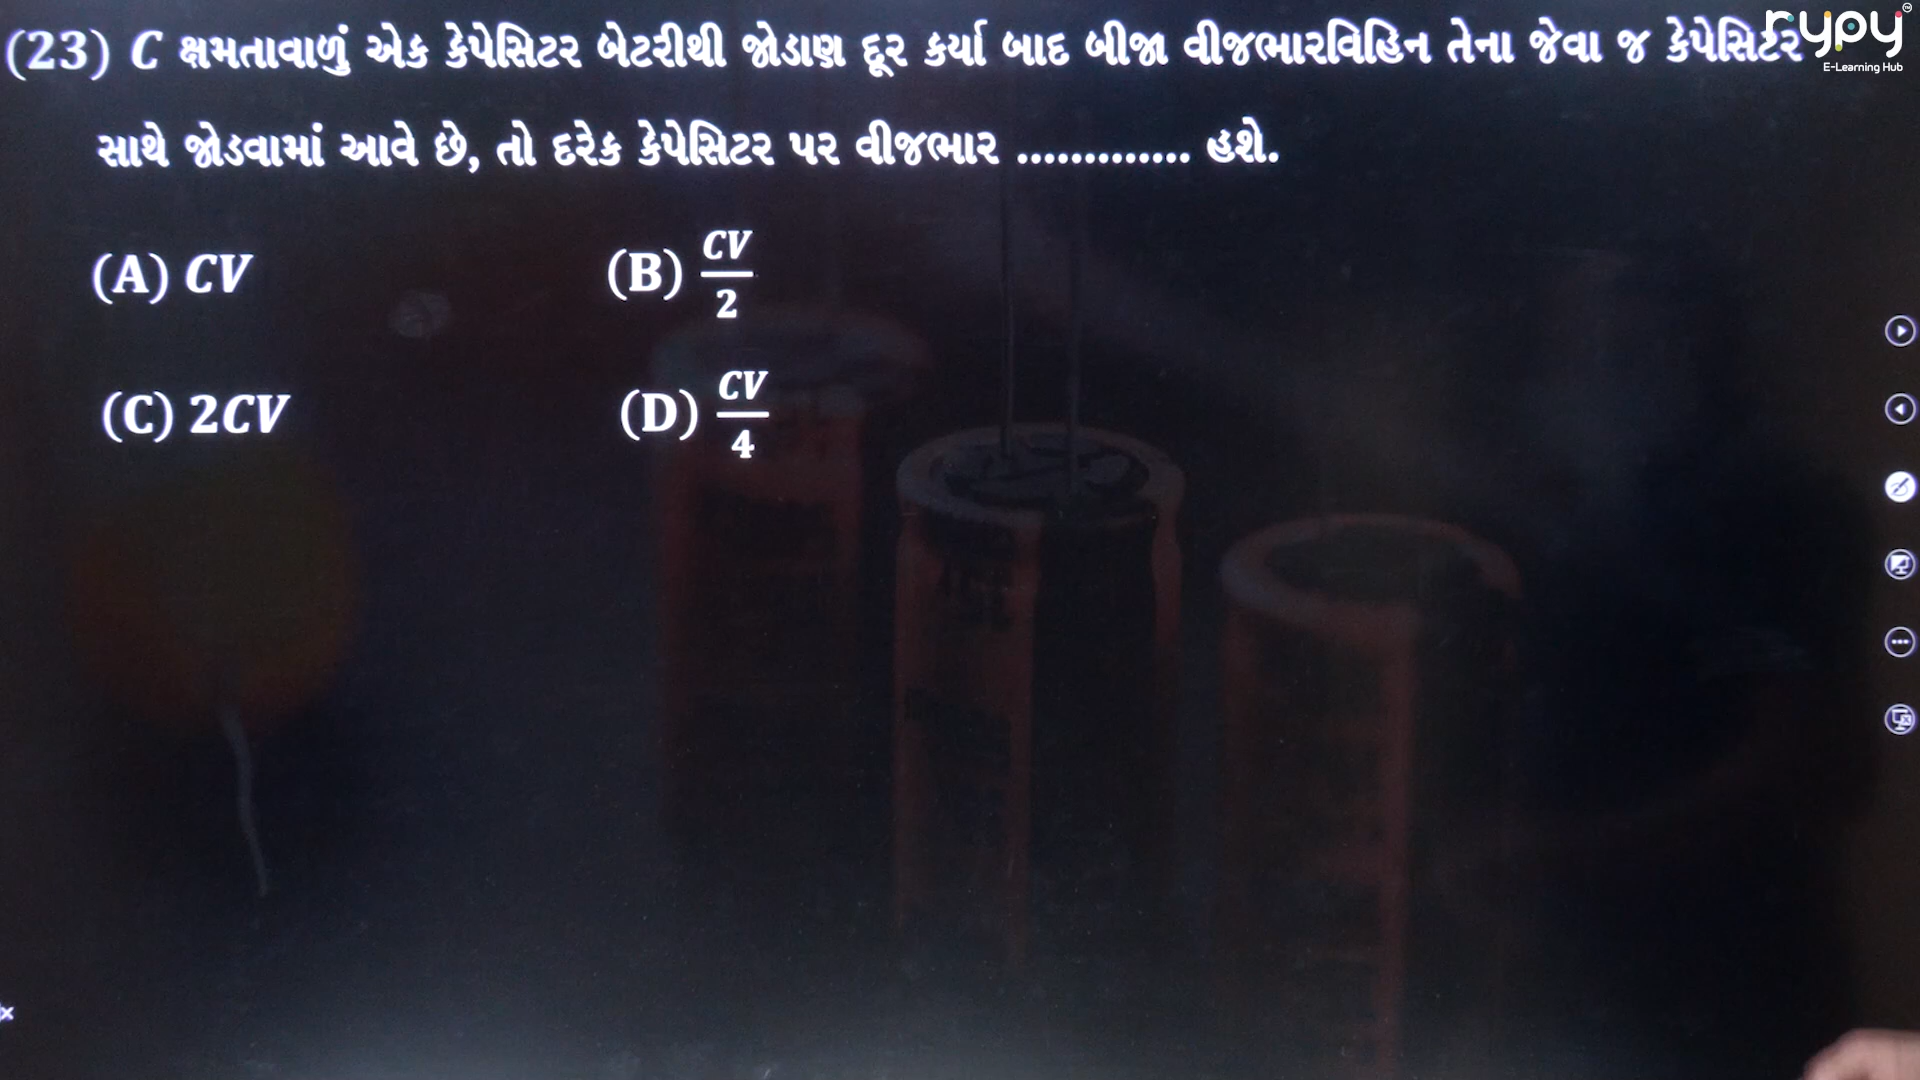 rypy
E-Learning Hub
(23) C ક્ષમતાવાળું એક કેપેસિટર બેટરીથી જોડાણ દૂર કર્યા બાદ બીજા વીજભારવિહિન તેના જેવા જ કેપેસિટર
સાથે જોડવામાં આવે છે, તો દરેક કેપેસિટર પર વીજભાર ............. હશે.
(A) CV (B) CV/2
(C) 2CV (D) CV/4